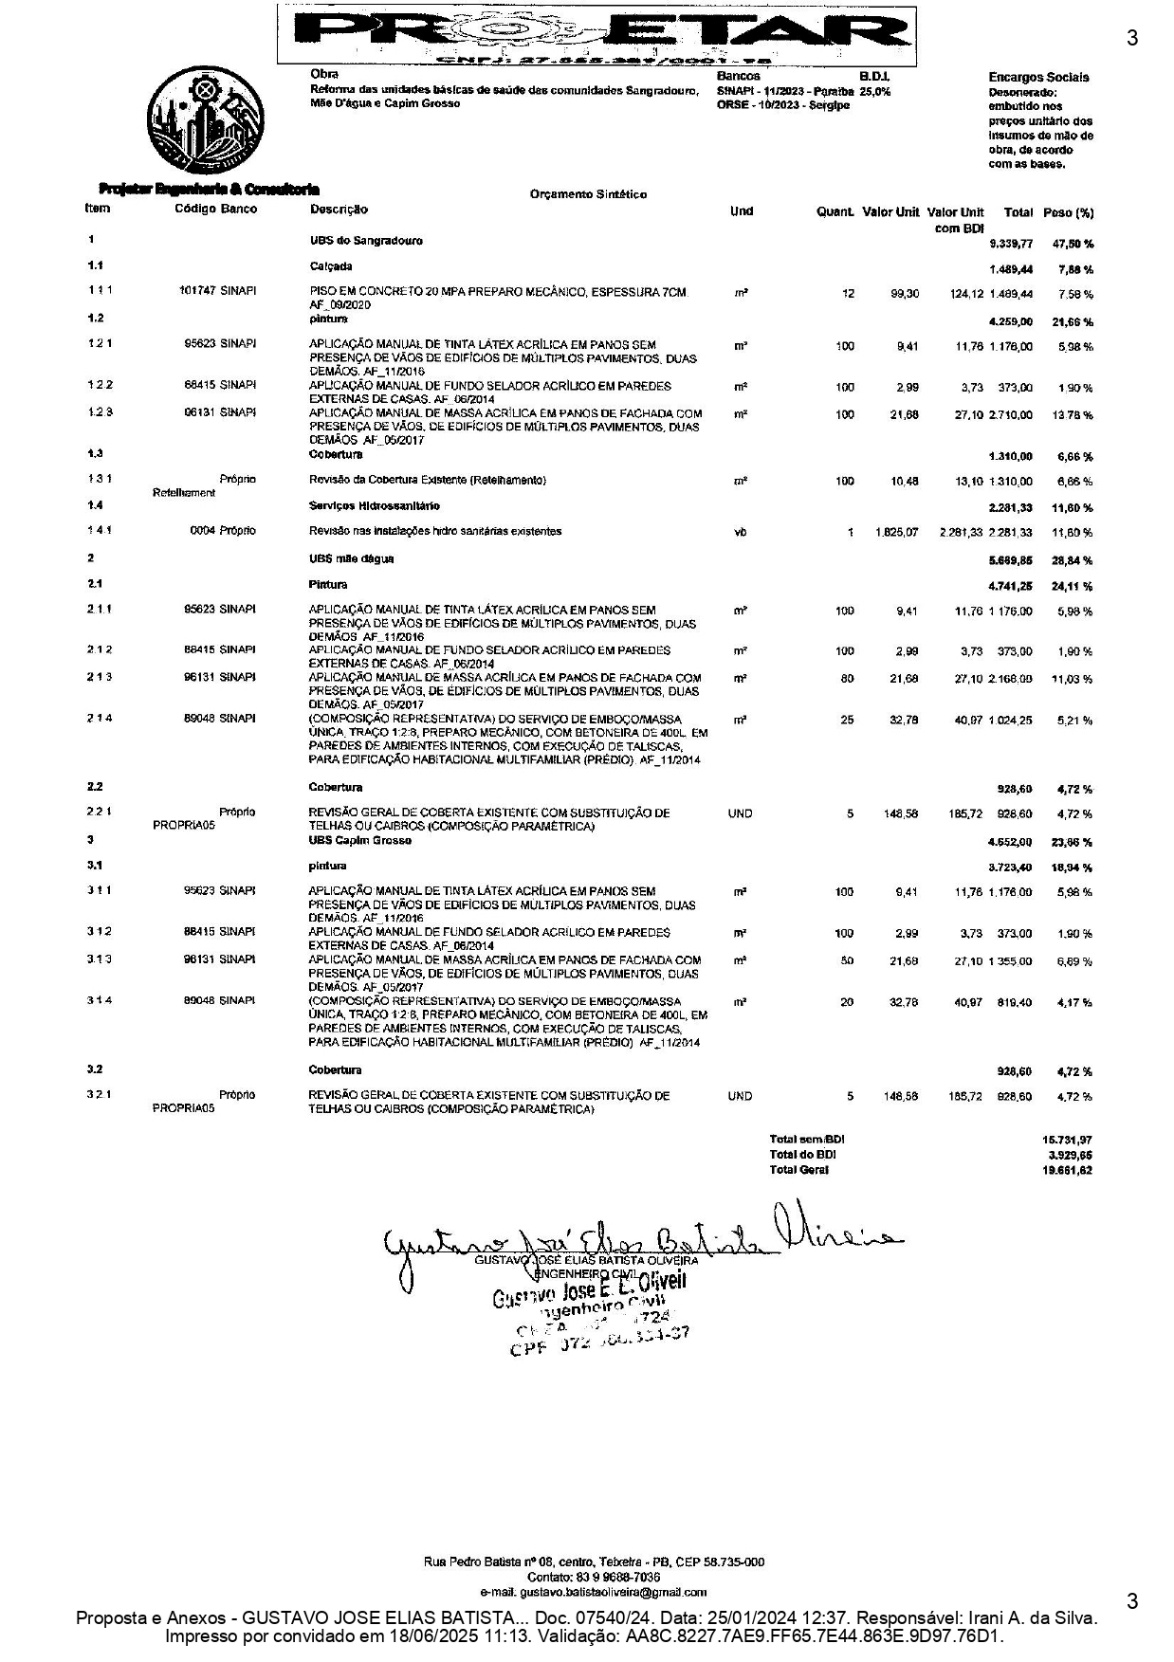 3
PROJETAR
Obra
Bancos
B.D.I.
Encargos Sociais
Reforma das unidades básicas de saúde das comunidades Sangradouro,
SINAPI - 11/2023 - Paraíba 25,0%
Desonerado:
Mãe D'água e Capim Grosso
ORSE - 10/2023 - Sergipe
embutido nos
preços unitário dos
insumos de mão de
obra, de acordo
com as bases.
Projetar Engenharia & Consultoria
Orçamento Sintético
Item Código Banco Descrição Und Quant. Valor Unit Valor Unit Total Peso (%)
com BDI
1 UBS do Sangradouro 9.339,77 47,50 %
1.1 Calçada 1.489,44 7,58 %
1 1 1 101747 SINAPI PISO EM CONCRETO 20 MPA PREPARO MECÂNICO, ESPESSURA 7CM m² 12 99,30 124,12 1.489,44 7,58 %
AF_09/2020
1.2 pintura 4.259,00 21,66 %
1 2 1 95623 SINAPI APLICAÇÃO MANUAL DE TINTA LÁTEX ACRÍLICA EM PANOS SEM m² 100 9,41 11,76 1.176,00 5,98 %
PRESENÇA DE VÃOS DE EDIFÍCIOS DE MÚLTIPLOS PAVIMENTOS, DUAS
DEMÃOS. AF_11/2016
1 2 2 88415 SINAPI APLICAÇÃO MANUAL DE FUNDO SELADOR ACRÍLICO EM PAREDES m² 100 2,99 3,73 373,00 1,90 %
EXTERNAS DE CASAS. AF_06/2014
1 2 3 96131 SINAPI APLICAÇÃO MANUAL DE MASSA ACRÍLICA EM PANOS DE FACHADA COM m² 100 21,68 27,10 2.710,00 13 78 %
PRESENÇA DE VÃOS, DE EDIFÍCIOS DE MÚLTIPLOS PAVIMENTOS, DUAS
DEMÃOS AF_05/2017
1.3 Cobertura 1.310,00 6,66 %
1 3 1 Próprio Revisão da Cobertura Existente (Retelhamento) m² 100 10,48 13,10 1.310,00 6,66 %
Retelhament
1.4 Serviços Hidrossanitário 2.281,33 11,60 %
1 4 1 0004 Próprio Revisão nas instalações hidro sanitárias existentes vb 1 1.825,07 2.281,33 2.281,33 11,60 %
2 UBS mãe dágua 5.669,85 28,84 %
2.1 Pintura 4.741,25 24,11 %
2 1 1 95623 SINAPI APLICAÇÃO MANUAL DE TINTA LÁTEX ACRÍLICA EM PANOS SEM m² 100 9,41 11,76 1 176,00 5,98 %
PRESENÇA DE VÃOS DE EDIFÍCIOS DE MÚLTIPLOS PAVIMENTOS, DUAS
DEMÃOS AF_11/2016
2 1 2 88415 SINAPI APLICAÇÃO MANUAL DE FUNDO SELADOR ACRÍLICO EM PAREDES m² 100 2,99 3,73 373,00 1,90 %
EXTERNAS DE CASAS. AF_06/2014
2 1 3 96131 SINAPI APLICAÇÃO MANUAL DE MASSA ACRÍLICA EM PANOS DE FACHADA COM m² 80 21,68 27,10 2.168,00 11,03 %
PRESENÇA DE VÃOS, DE EDIFÍCIOS DE MÚLTIPLOS PAVIMENTOS, DUAS
DEMÃOS. AF_05/2017
2 1 4 89048 SINAPI (COMPOSIÇÃO REPRESENTATIVA) DO SERVIÇO DE EMBOÇO/MASSA m² 25 32,78 40,97 1 024,25 5,21 %
ÚNICA, TRAÇO 1:2:8, PREPARO MECÂNICO, COM BETONEIRA DE 400L, EM
PAREDES DE AMBIENTES INTERNOS, COM EXECUÇÃO DE TALISCAS,
PARA EDIFICAÇÃO HABITACIONAL MULTIFAMILIAR (PRÉDIO). AF_11/2014
2.2 Cobertura 928,60 4,72 %
2 2 1 Próprio REVISÃO GERAL DE COBERTA EXISTENTE COM SUBSTITUIÇÃO DE UND 5 148,58 185,72 928,60 4,72 %
PROPRIA05 TELHAS OU CAIBROS (COMPOSIÇÃO PARAMÉTRICA)
3 UBS Capim Grosso 4.652,00 23,66 %
3.1 pintura 3.723,40 18,94 %
3 1 1 95623 SINAPI APLICAÇÃO MANUAL DE TINTA LÁTEX ACRÍLICA EM PANOS SEM m² 100 9,41 11,76 1.176,00 5,98 %
PRESENÇA DE VÃOS DE EDIFÍCIOS DE MÚLTIPLOS PAVIMENTOS, DUAS
DEMÃOS. AF_11/2016
3 1 2 88415 SINAPI APLICAÇÃO MANUAL DE FUNDO SELADOR ACRÍLICO EM PAREDES m² 100 2,99 3,73 373,00 1,90 %
EXTERNAS DE CASAS. AF_06/2014
3.1 3 96131 SINAPI APLICAÇÃO MANUAL DE MASSA ACRÍLICA EM PANOS DE FACHADA COM m² 50 21,68 27,10 1 355,00 6,89 %
PRESENÇA DE VÃOS, DE EDIFÍCIOS DE MÚLTIPLOS PAVIMENTOS, DUAS
DEMÃOS. AF_05/2017
3 1 4 89048 SINAPI (COMPOSIÇÃO REPRESENTATIVA) DO SERVIÇO DE EMBOÇO/MASSA m² 20 32,78 40,97 819,40 4,17 %
ÚNICA, TRAÇO 1:2:8, PREPARO MECÂNICO, COM BETONEIRA DE 400L, EM
PAREDES DE AMBIENTES INTERNOS, COM EXECUÇÃO DE TALISCAS,
PARA EDIFICAÇÃO HABITACIONAL MULTIFAMILIAR (PRÉDIO) AF_11/2014
3.2 Cobertura 928,60 4,72 %
3 2 1 Próprio REVISÃO GERAL DE COBERTA EXISTENTE COM SUBSTITUIÇÃO DE UND 5 148,58 185,72 928,60 4,72 %
PROPRIA05 TELHAS OU CAIBROS (COMPOSIÇÃO PARAMÉTRICA)
Total sem BDI 15.731,97
Total do BDI 3.929,65
Total Geral 19.661,62
Gustavo José Elias Batista Oliveira
GUSTAVO JOSÉ ELIAS BATISTA OLIVEIRA
ENGENHEIRO CIVIL
Gustavo Jose E. Oliveira
Engenheiro Civil
CREA
CPF 072
Rua Pedro Batista nº 08, centro, Teixeira - PB, CEP 58.735-000
Contato: 83 9 9688-7036
e-mail: gustavo.batistaoliveira@gmail.com
3
Proposta e Anexos - GUSTAVO JOSE ELIAS BATISTA... Doc. 07540/24. Data: 25/01/2024 12:37. Responsável: Irani A. da Silva.
Impresso por convidado em 18/06/2025 11:13. Validação: AA8C.8227.7AE9.FF65.7E44.863E.9D97.76D1.